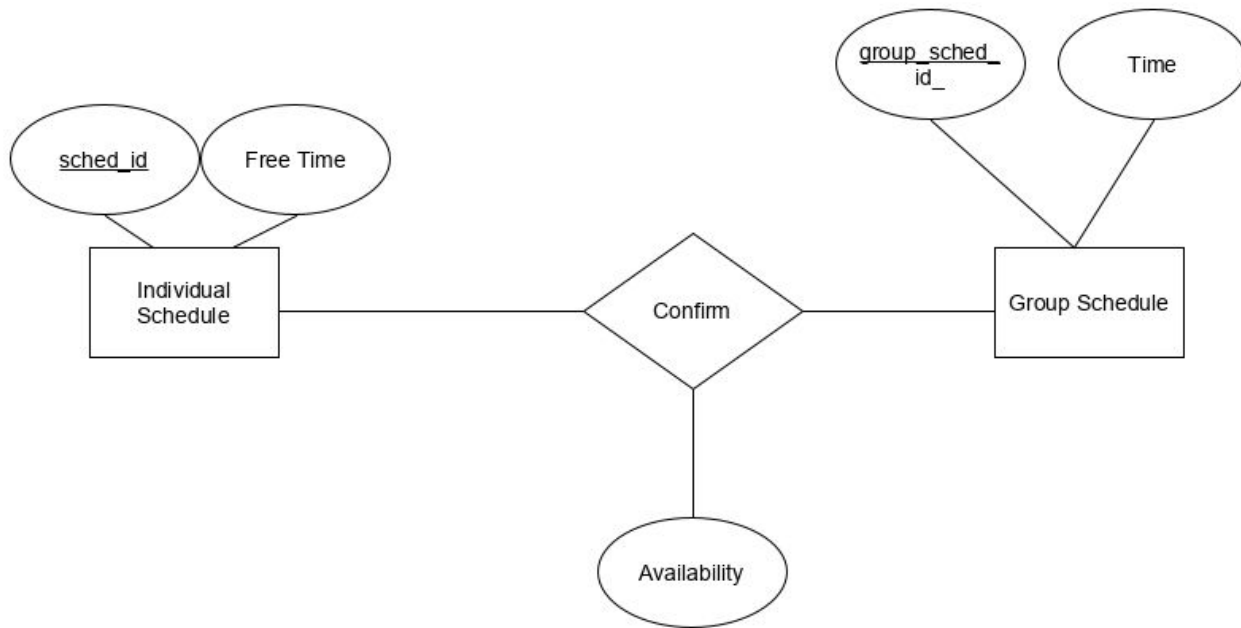 group_sched_
id_
Time
sched_id
Free Time
Individual
Schedule
Confirm
Group Schedule
Availability